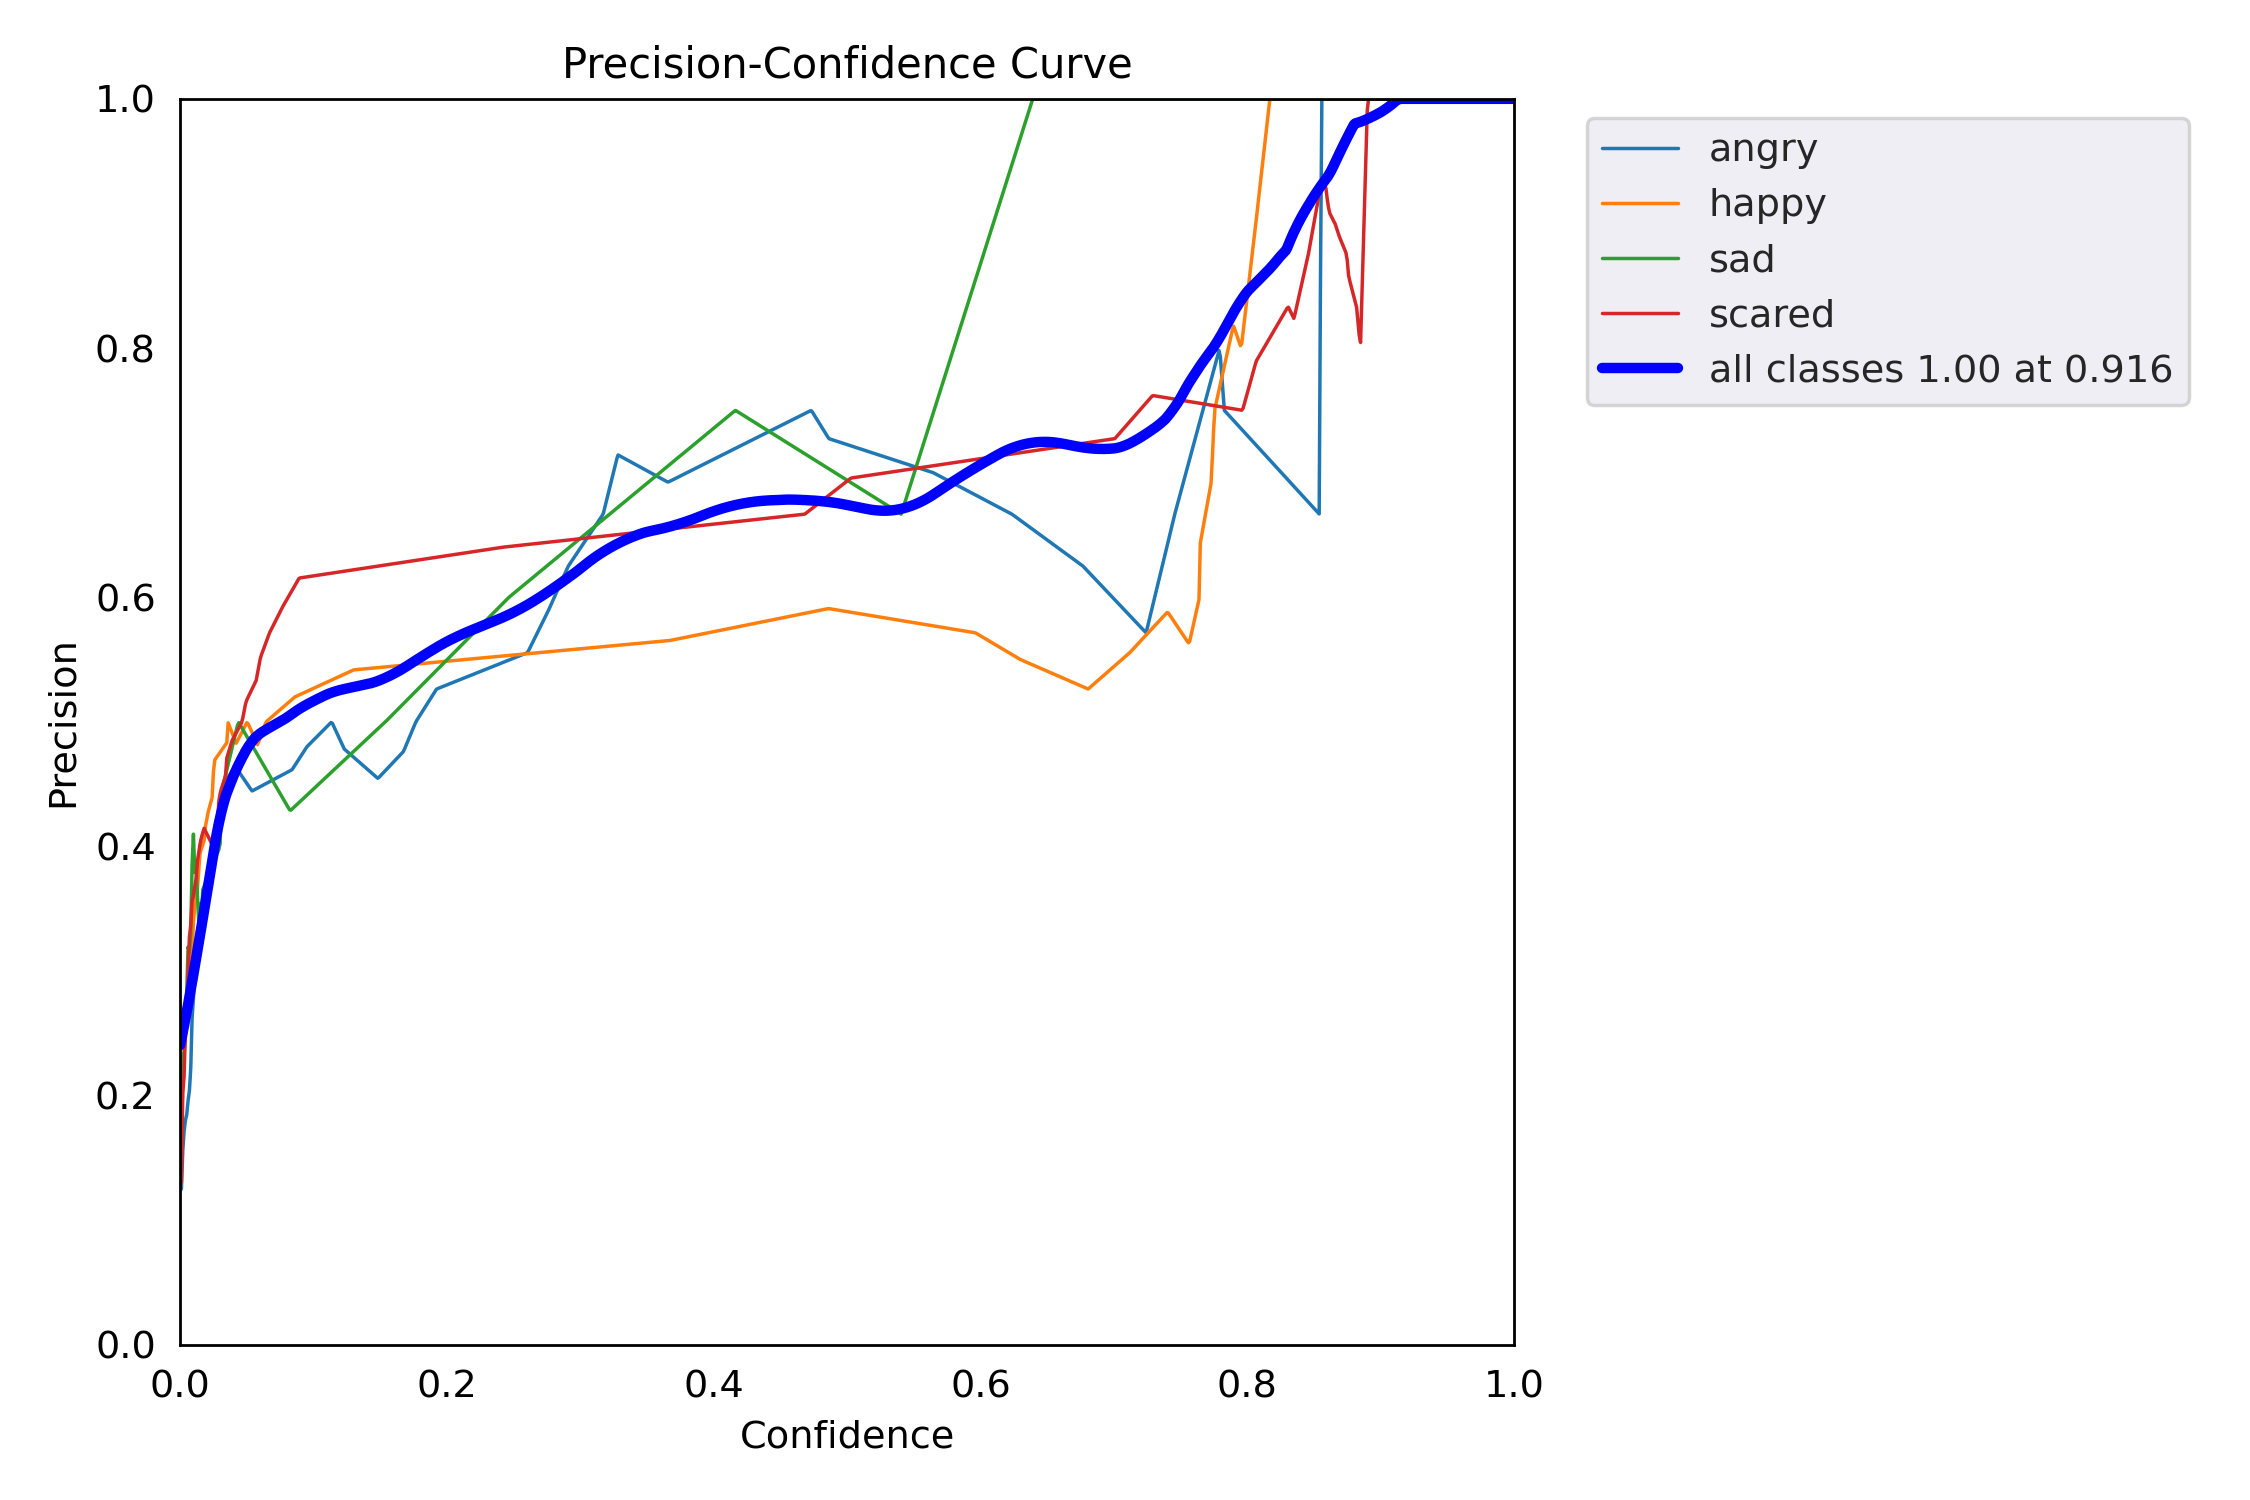 Precision-Confidence Curve
1.0
0.8
0.6
0.4
0.2
0.0
Precision
0.0 0.2 0.4 0.6 0.8 1.0
Confidence
angry
happy
sad
scared
all classes 1.00 at 0.916